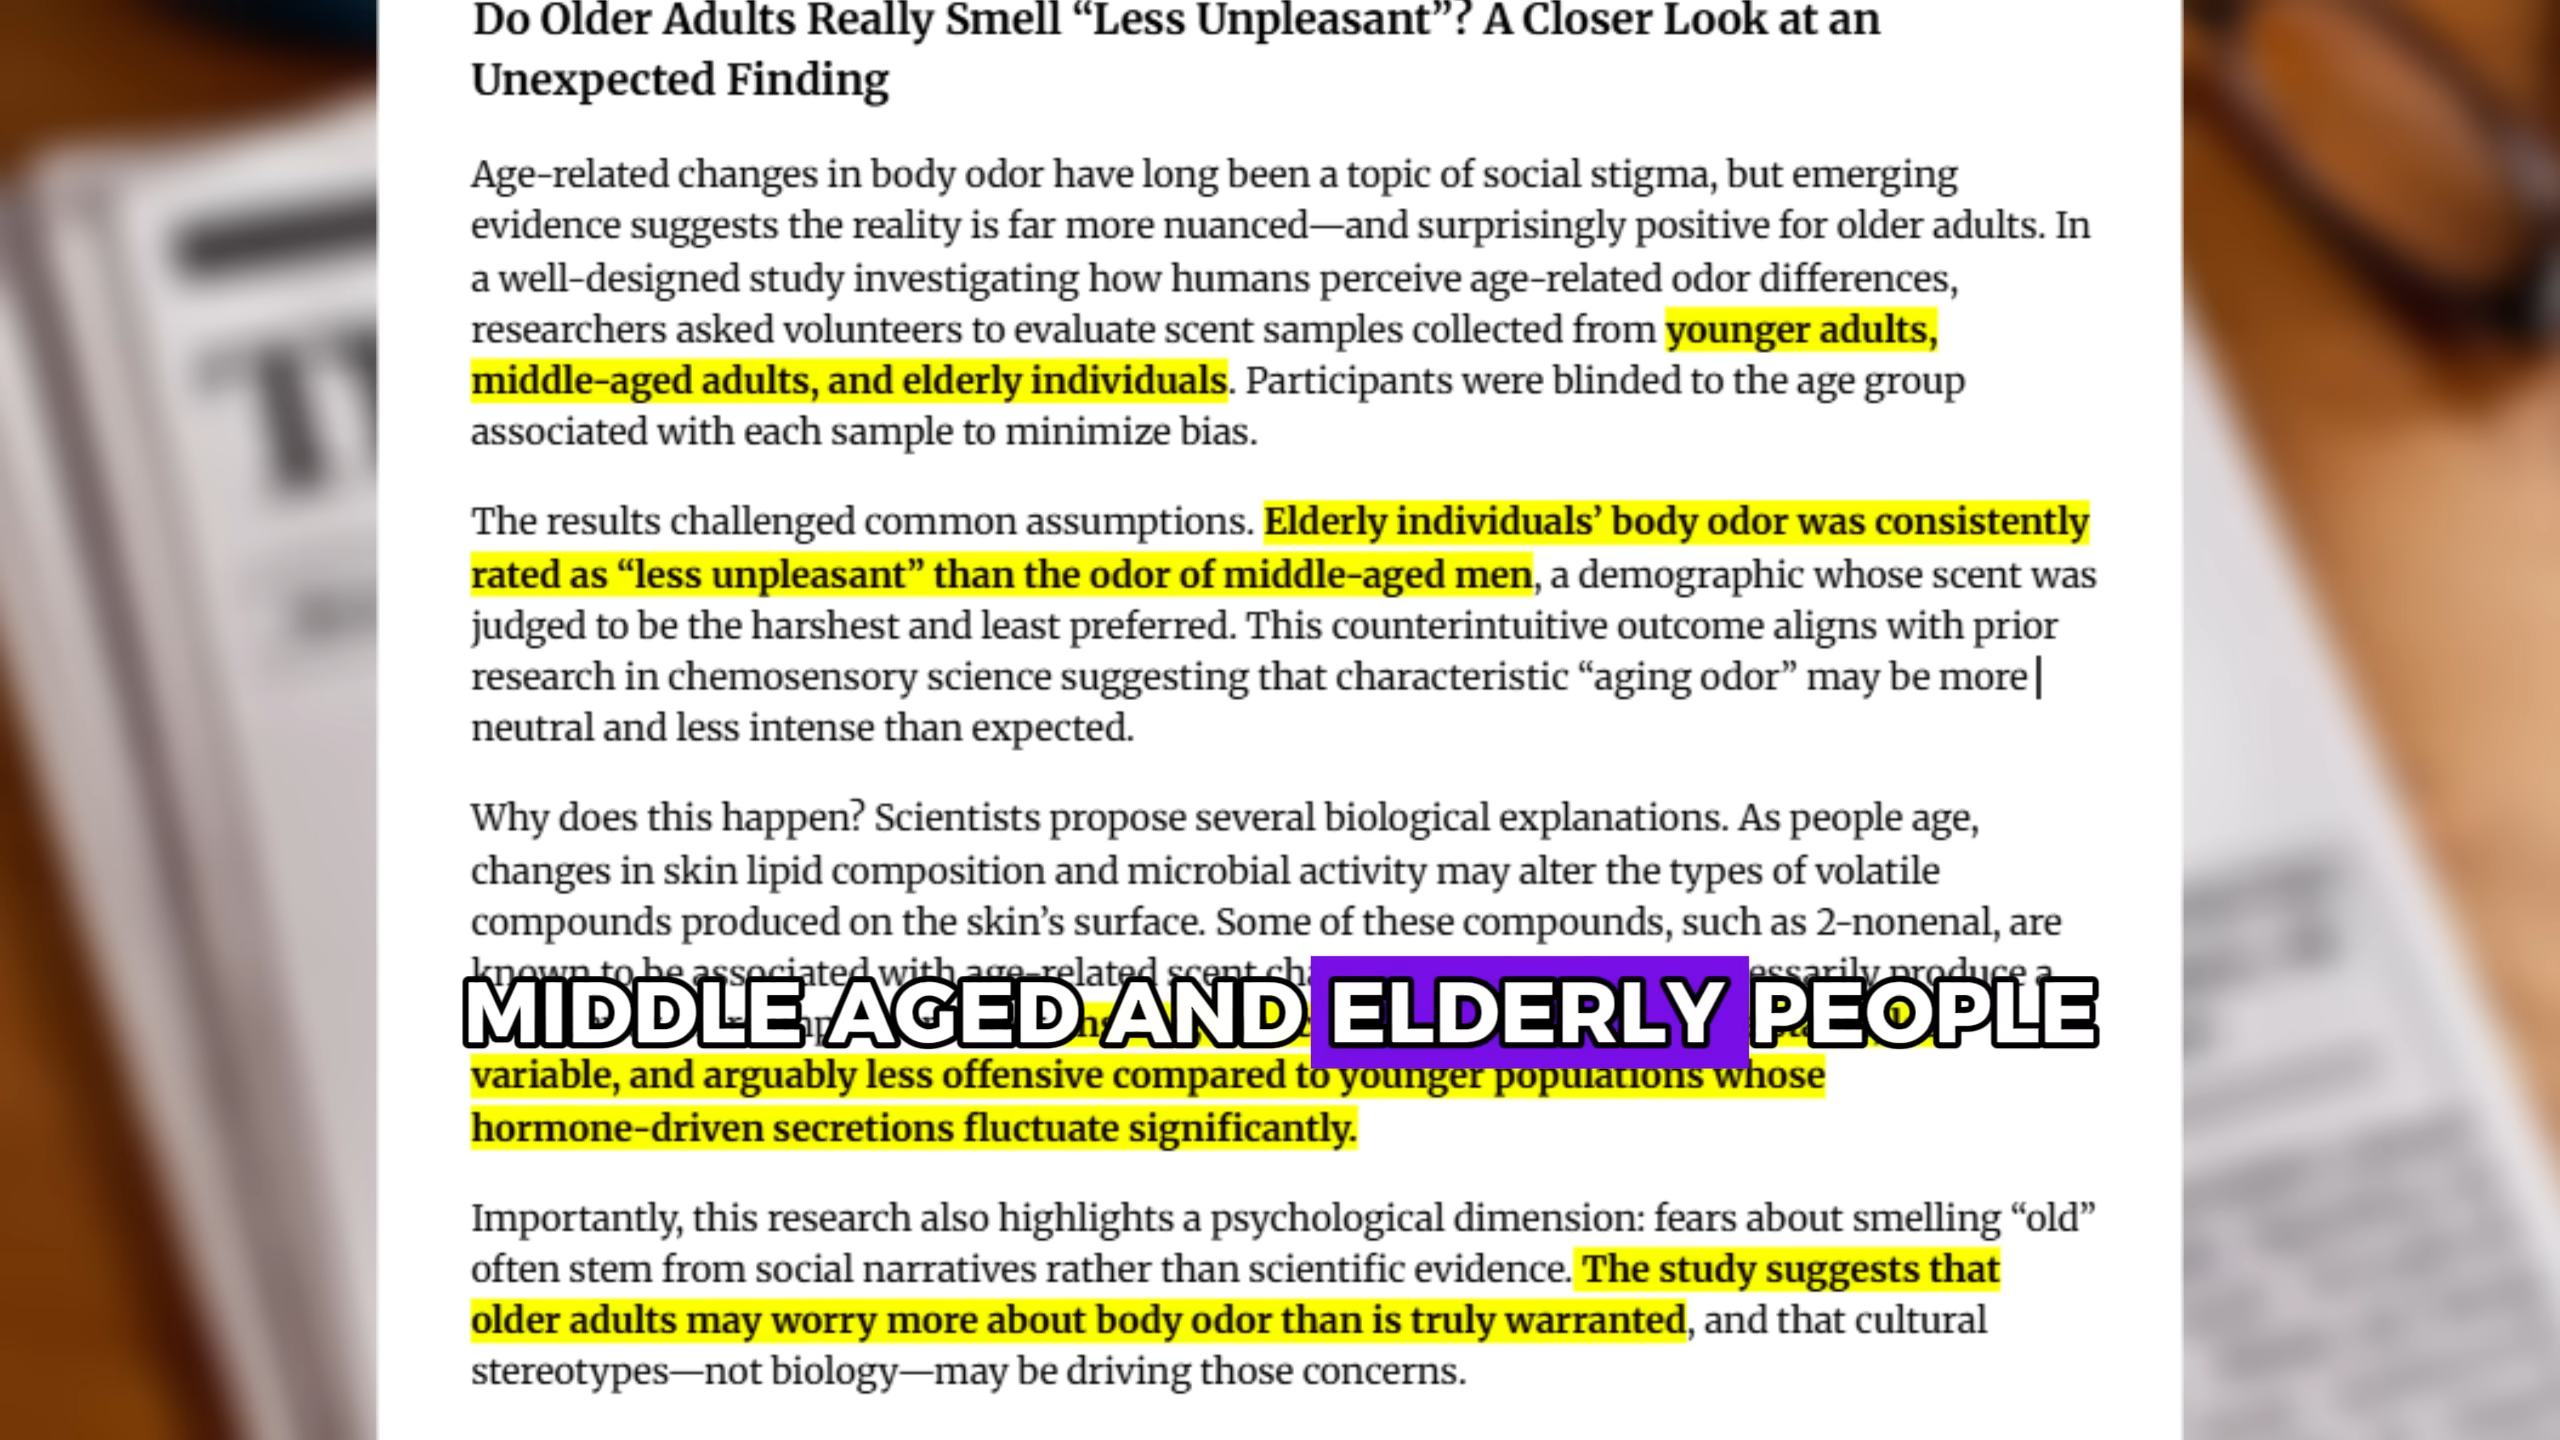 Do Older Adults Really Smell “Less Unpleasant”? A Closer Look at an
Unexpected Finding
Age-related changes in body odor have long been a topic of social stigma, but emerging
evidence suggests the reality is far more nuanced—and surprisingly positive for older adults. In
a well-designed study investigating how humans perceive age-related odor differences,
researchers asked volunteers to evaluate scent samples collected from younger adults,
middle-aged adults, and elderly individuals. Participants were blinded to the age group
associated with each sample to minimize bias.
The results challenged common assumptions. Elderly individuals’ body odor was consistently
rated as “less unpleasant” than the odor of middle-aged men, a demographic whose scent was
judged to be the harshest and least preferred. This counterintuitive outcome aligns with prior
research in chemosensory science suggesting that characteristic “aging odor” may be more
neutral and less intense than expected.
Why does this happen? Scientists propose several biological explanations. As people age,
changes in skin lipid composition and microbial activity may alter the types of volatile
compounds produced on the skin’s surface. Some of these compounds, such as 2-nonenal, are
known to be associated with age-related scent produce a
MIDDLE AGED AND ELDERLY PEOPLE
variable, and arguably less offensive compared to younger populations whose
hormone-driven secretions fluctuate significantly.
Importantly, this research also highlights a psychological dimension: fears about smelling “old”
often stem from social narratives rather than scientific evidence. The study suggests that
older adults may worry more about body odor than is truly warranted, and that cultural
stereotypes—not biology—may be driving those concerns.